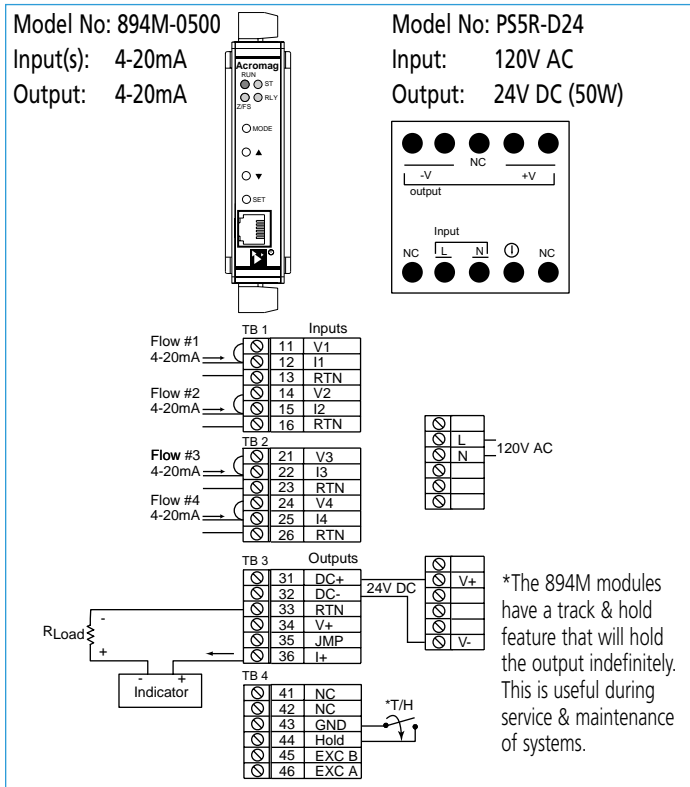 Model No: 894M-0500
Input(s): 4-20mA
Output: 4-20mA
Model No: PS5R-D24
Input: 120V AC
Output: 24V DC (50W)
Acromag
RUN
ST
RLY
Z/FS
MODE
SET
NC
-V
+V
output
Input
NC L N NC
TB 1 Inputs
Flow #1
4-20mA
11 V1
12 I1
13 RTN
Flow #2
4-20mA
14 V2
15 I2
16 RTN
TB 2
Flow #3
4-20mA
21 V3
22 I3
23 RTN
Flow #4
4-20mA
24 V4
25 I4
26 RTN
L
N
120V AC
TB 3 Outputs
31 DC+
32 DC-
33 RTN
34 V+
35 JMP
36 I+
24V DC
V+
V-
-
RLoad
+
- +
Indicator
TB 4
41 NC
42 NC
43 GND
44 Hold
45 EXC B
46 EXC A
*T/H
*The 894M modules
have a track & hold
feature that will hold
the output indefinitely.
This is useful during
service & maintenance
of systems.